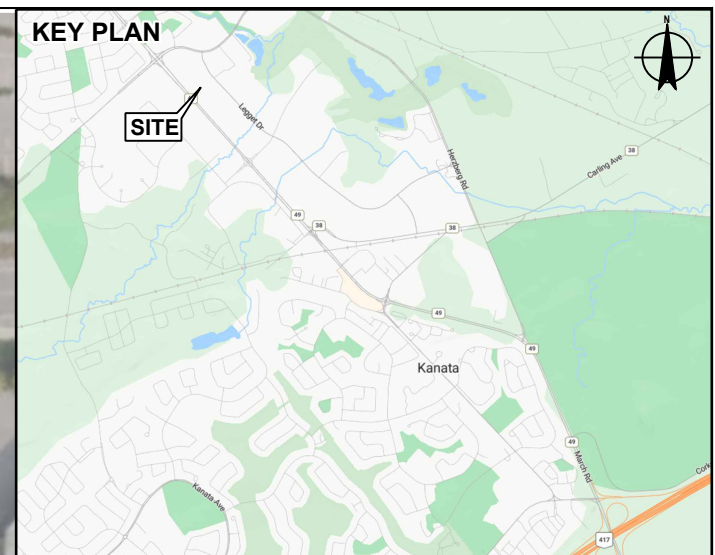 KEY PLAN
N
SITE
Legget Dr
Herzberg Rd
38
Carling Ave
49
38
38
49
49
Kanata
49
March Rd
Cork
Kanata Ave
417